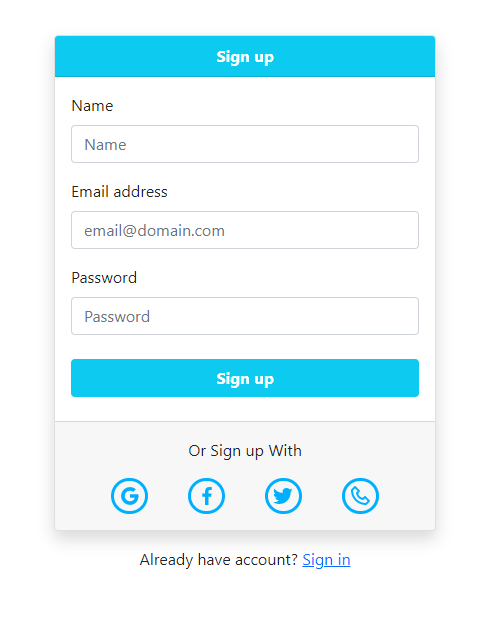 Sign up
Name
Name
Email address
email@domain.com
Password
Password
Sign up
Or Sign up With
Already have account? Sign in